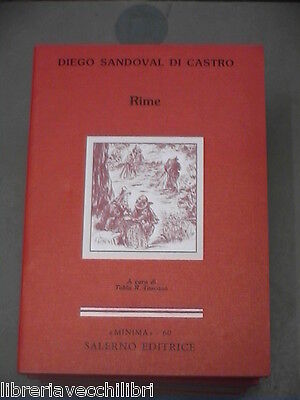 DIEGO SANDOVAL DI CASTRO
Rime
A cura di
Tobia R. Toscano
«MINIMA» - 60
SALERNO EDITRICE
libreriavecchilibri